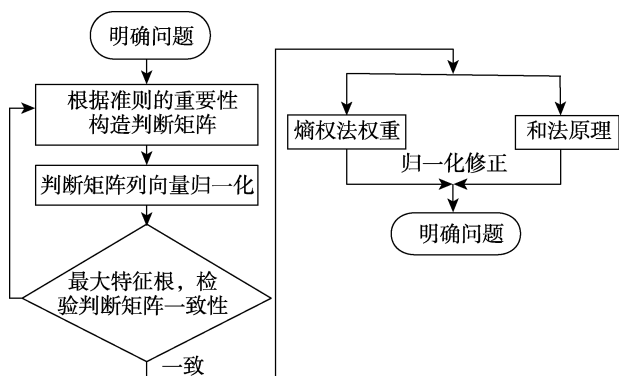 明确问题
根据准则的重要性
构造判断矩阵
判断矩阵列向量归一化
最大特征根，检
验判断矩阵一致性
一致
熵权法权重
和法原理
归一化修正
明确问题